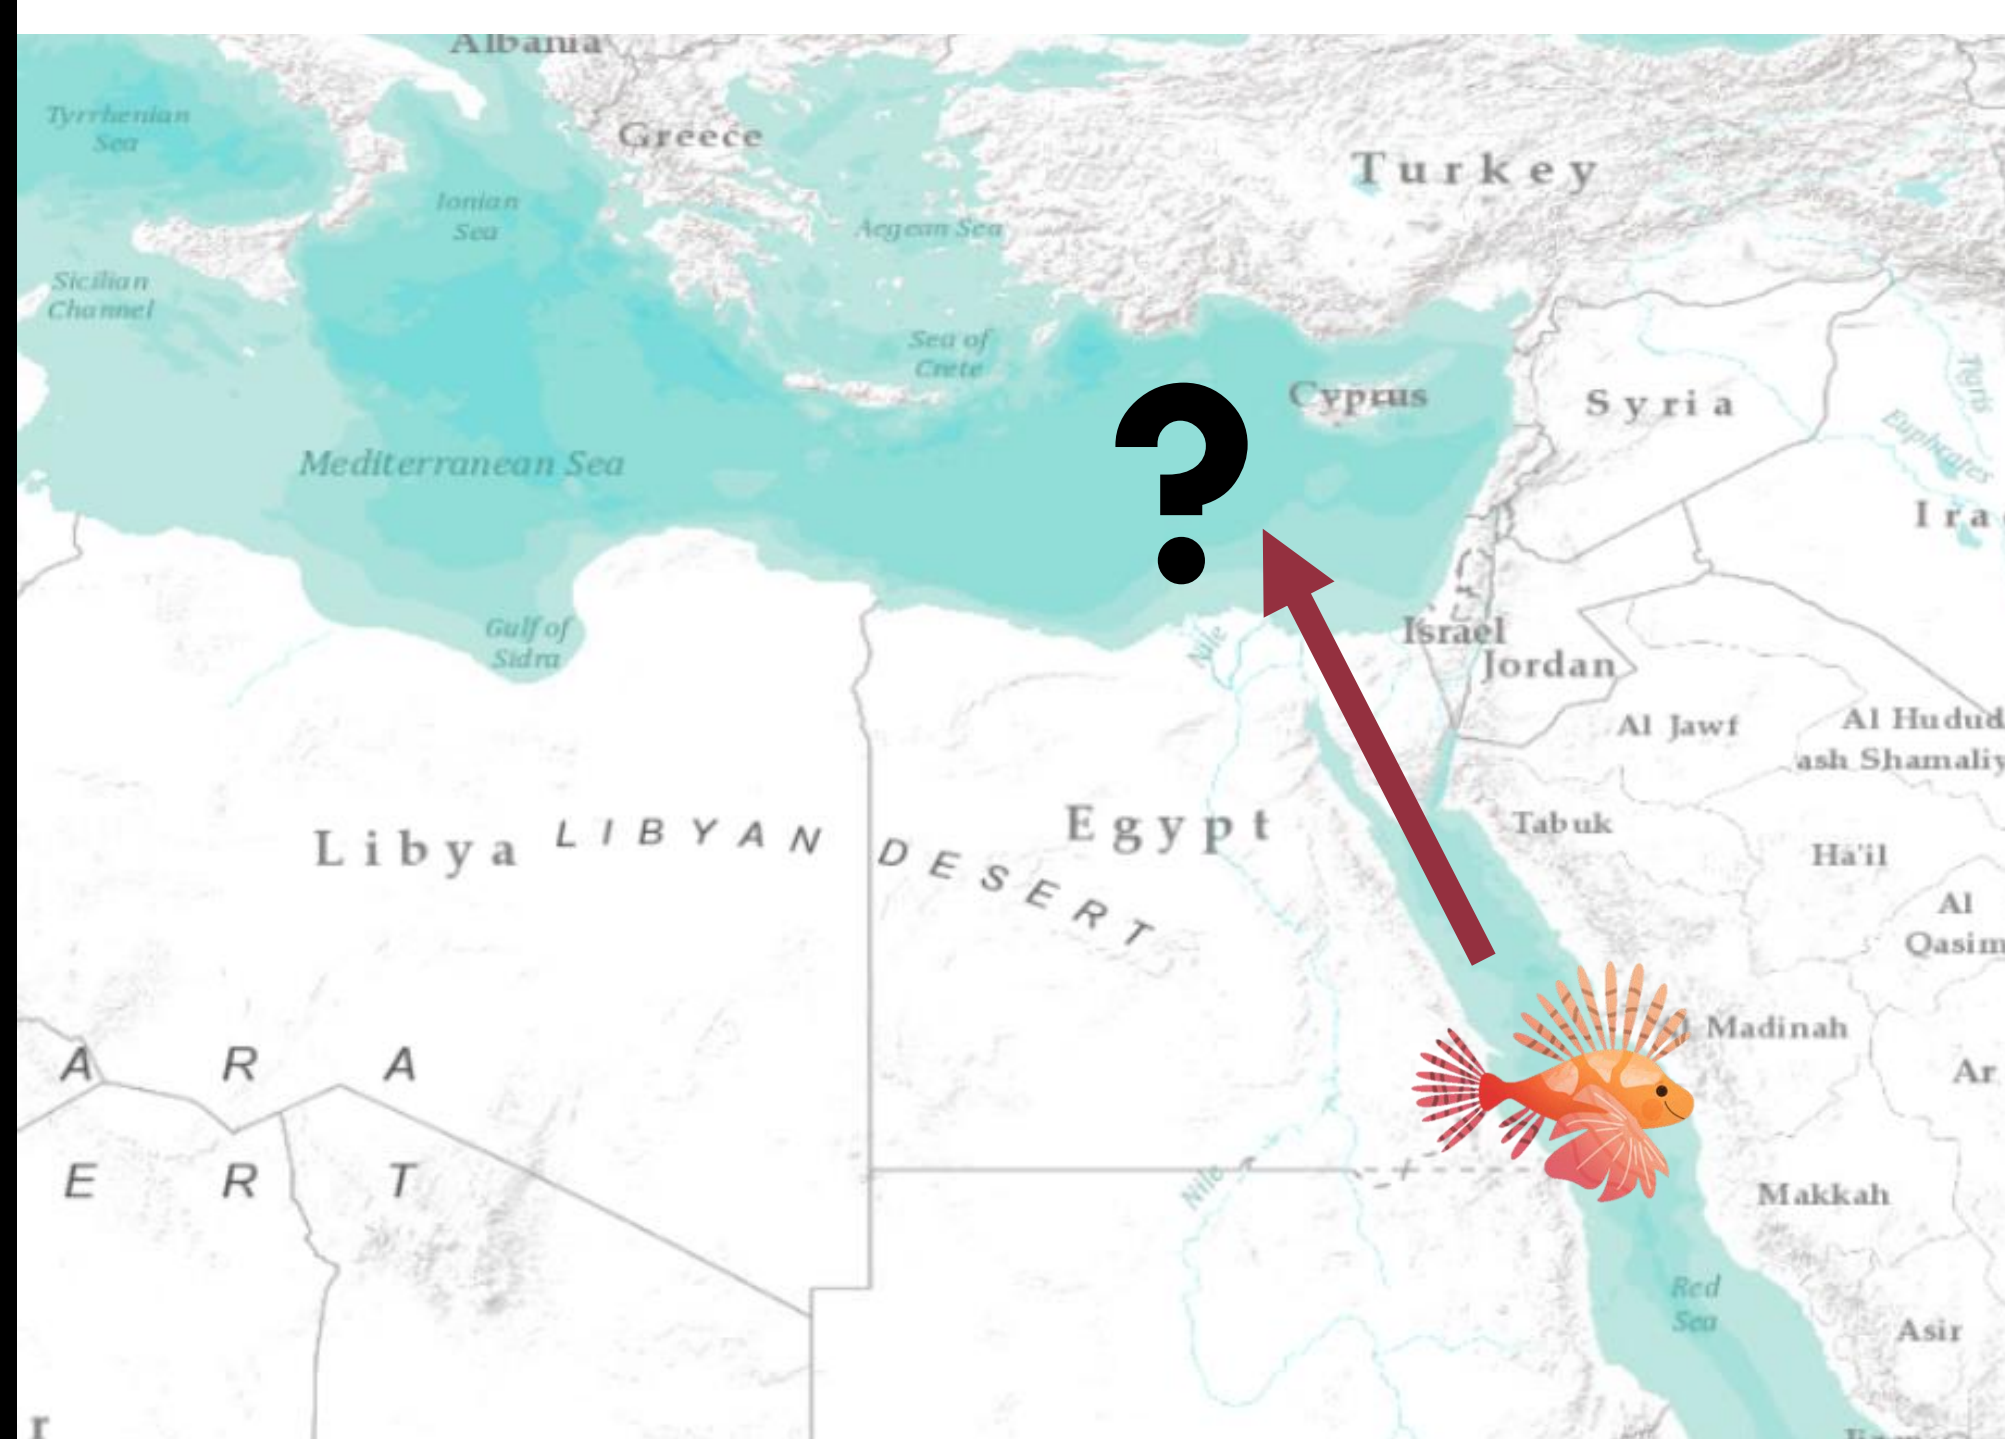 Albania
Tyrrhenian
Sea
Greece
Turkey
Ionian
Sea
Aegean Sea
Sicilian
Channel
Sea of
Crete
Cyprus
Syria
Tigris
Euphrates
Mediterranean Sea
?
Ira
Gulf of
Sidra
Nile
Israel
Jordan
Al Jawf
Al Hudud
ash Shamaliy
Libya
LIBYAN DESERT
Egypt
Tabuk
Ha'il
Al
Qasim
Madinah
A R A
Ar
E R T
Nile
Makkah
Red
Sea
Asir
r